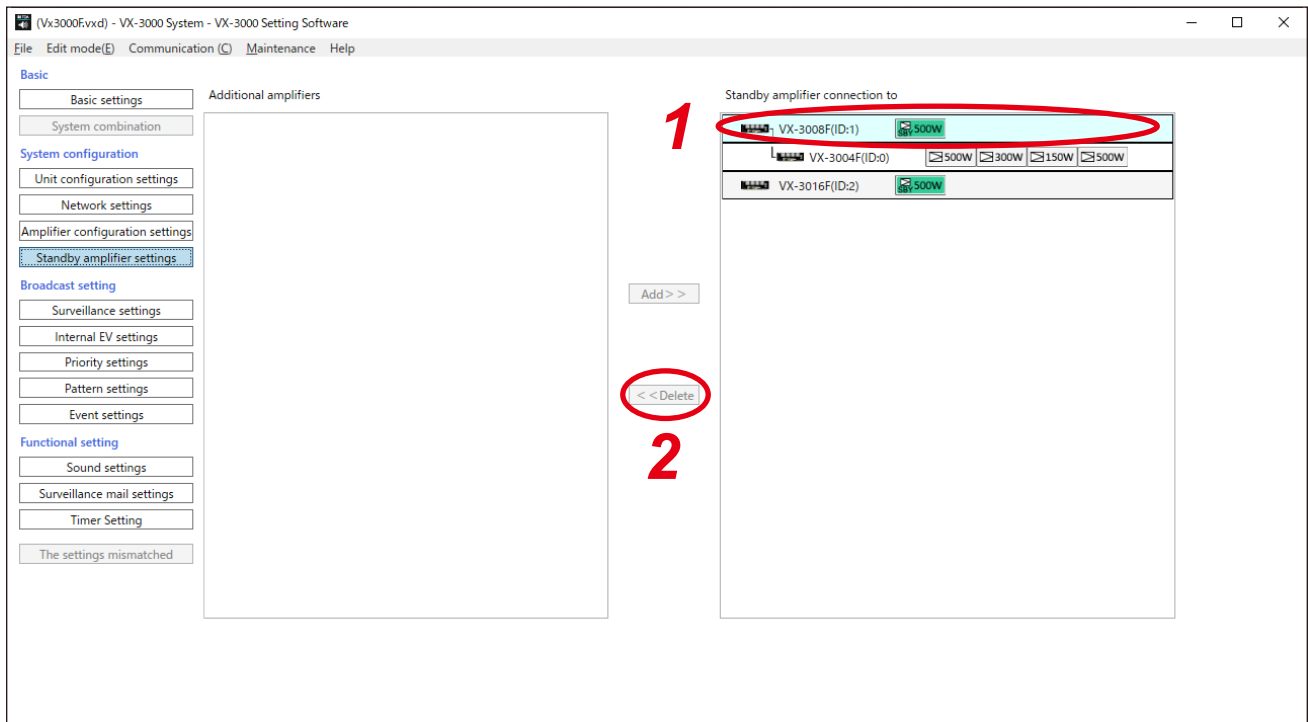 (Vx3000F.vxd) - VX-3000 System - VX-3000 Setting Software
File Edit mode(E) Communication (C) Maintenance Help
Basic
Basic settings
System combination
System configuration
Unit configuration settings
Network settings
Amplifier configuration settings
Standby amplifier settings
Broadcast setting
Surveillance settings
Internal EV settings
Priority settings
Pattern settings
Event settings
Functional setting
Sound settings
Surveillance mail settings
Timer Setting
The settings mismatched
Additional amplifiers
Add > >
< < Delete
2
1
Standby amplifier connection to
VX-3008F(ID:1) SBY 500W
VX-3004F(ID:0) 500W 300W 150W 500W
VX-3016F(ID:2) SBY 500W